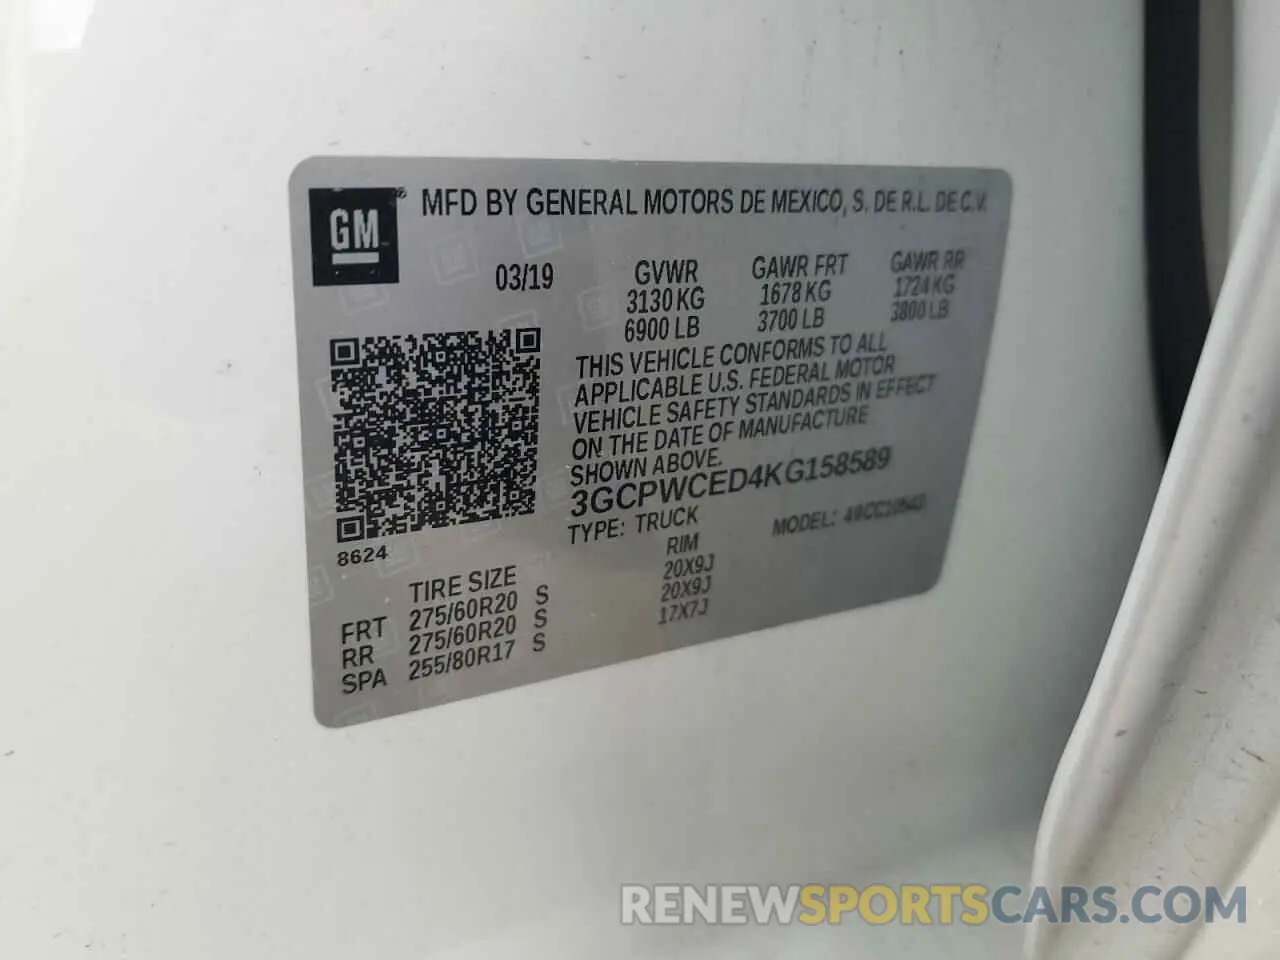 GM ® MFD BY GENERAL MOTORS DE MEXICO, S. DE R.L. DE C.V.
03/19 GVWR GAWR FRT GAWR RR
3130 KG 1678 KG 1724 KG
6900 LB 3700 LB 3800 LB
THIS VEHICLE CONFORMS TO ALL
APPLICABLE U.S. FEDERAL MOTOR
VEHICLE SAFETY STANDARDS IN EFFECT
ON THE DATE OF MANUFACTURE
SHOWN ABOVE.
3GCPWCED4KG158589
TYPE: TRUCK MODEL:
8624
TIRE SIZE RIM
FRT 275/60R20 S 20X9J
RR 275/60R20 S 20X9J
SPA 255/80R17 S 17X7J
RENEWSPORTSCARS.COM